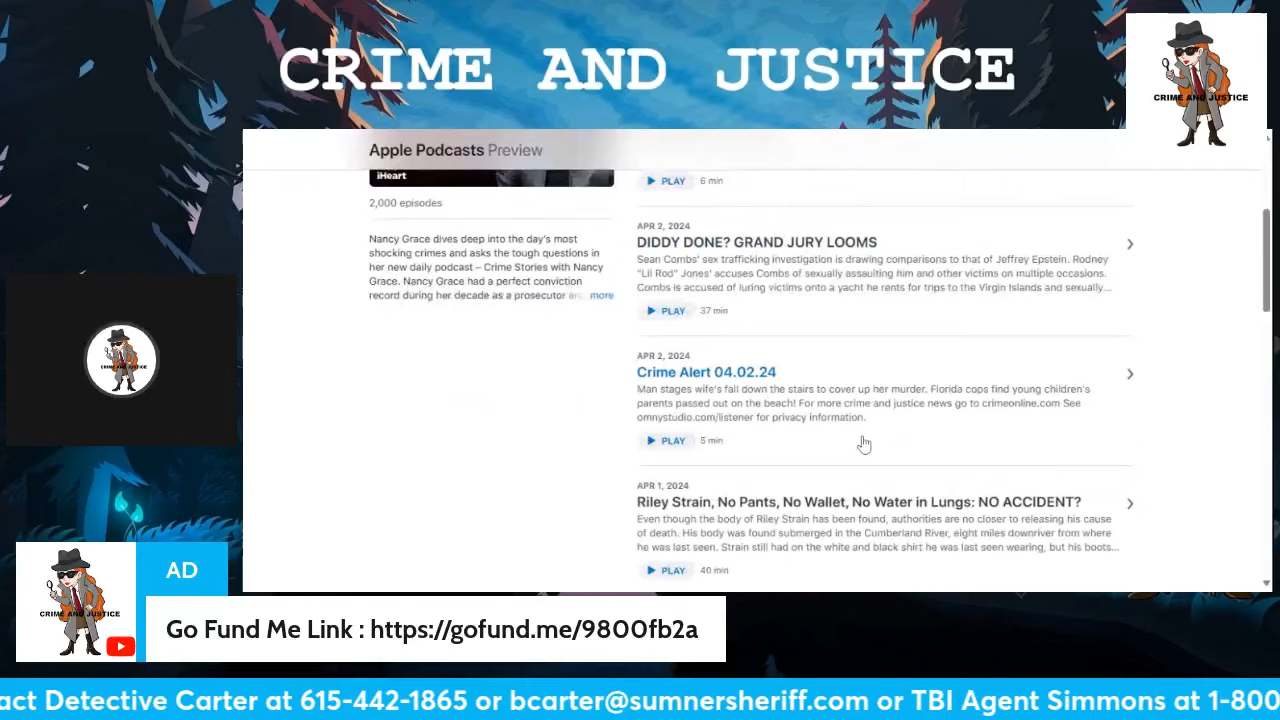 CRIME AND JUSTICE
CRIME AND JUSTICE
Apple Podcasts Preview
iHeart
2,000 episodes
Nancy Grace dives deep into the day's most
shocking crimes and asks the tough questions in
her new daily podcast – Crime Stories with Nancy
Grace. Nancy Grace had a perfect conviction
record during her decade as a prosecutor and, more
PLAY 6 min
APR 2, 2024
DIDDY DONE? GRAND JURY LOOMS
Sean Combs' sex trafficking investigation is drawing comparisons to that of Jeffrey Epstein. Rodney
"Lil Rod" Jones' accuses Combs of sexually assaulting him and other victims on multiple occasions.
Combs is accused of luring victims onto a yacht he rents for trips to the Virgin Islands and sexually...
PLAY 37 min
APR 2, 2024
Crime Alert 04.02.24
Man stages wife's fall down the stairs to cover up her murder. Florida cops find young children's
parents passed out on the beach! For more crime and justice news go to crimeonline.com See
omnystudio.com/listener for privacy information.
PLAY 5 min
APR 1, 2024
Riley Strain, No Pants, No Wallet, No Water in Lungs: NO ACCIDENT?
Even though the body of Riley Strain has been found, authorities are no closer to releasing his cause
of death. His body was found submerged in the Cumberland River, eight miles downriver from where
he was last seen. Strain still had on the white and black shirt he was last seen wearing, but his boots...
PLAY 40 min
CRIME AND JUSTICE
CRIME AND JUSTICE
AD
Go Fund Me Link : https://gofund.me/9800fb2a
act Detective Carter at 615-442-1865 or bcarter@sumnersheriff.com or TBI Agent Simmons at 1-800